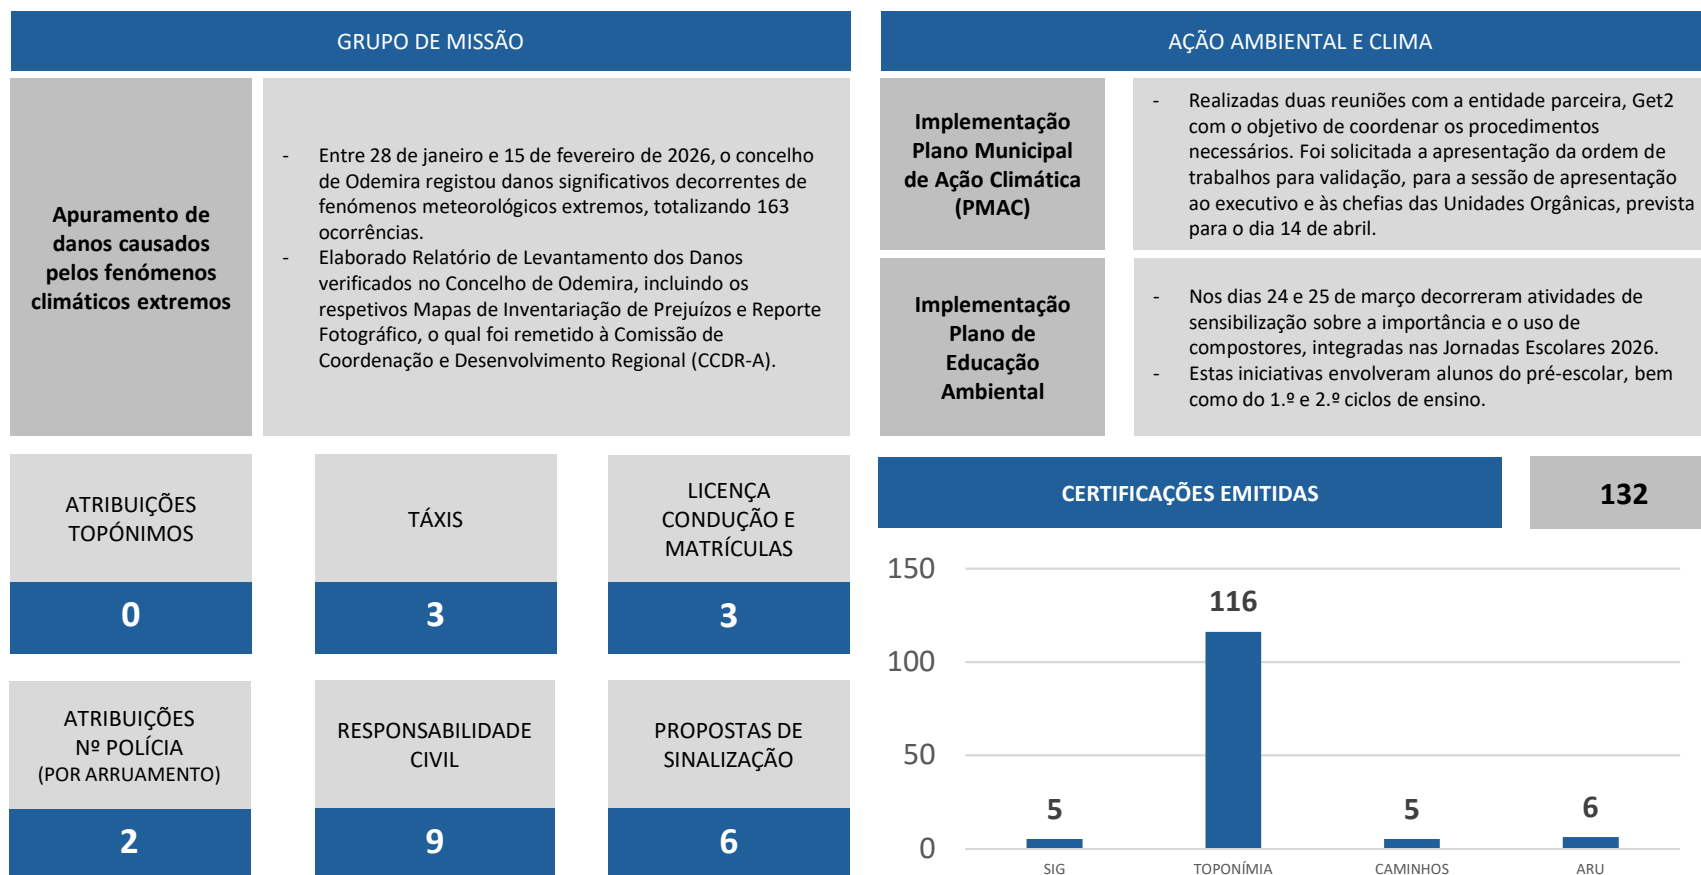 GRUPO DE MISSÃO
Apuramento de
danos causados
pelos fenómenos
climáticos extremos
- Entre 28 de janeiro e 15 de fevereiro de 2026, o concelho
de Odemira registou danos significativos decorrentes de
fenómenos meteorológicos extremos, totalizando 163
ocorrências.
- Elaborado Relatório de Levantamento dos Danos
verificados no Concelho de Odemira, incluindo os
respetivos Mapas de Inventariação de Prejuízos e Reporte
Fotográfico, o qual foi remetido à Comissão de
Coordenação e Desenvolvimento Regional (CCDR-A).
AÇÃO AMBIENTAL E CLIMA
Implementação
Plano Municipal
de Ação Climática
(PMAC)
- Realizadas duas reuniões com a entidade parceira, Get2
com o objetivo de coordenar os procedimentos
necessários. Foi solicitada a apresentação da ordem de
trabalhos para validação, para a sessão de apresentação
ao executivo e às chefias das Unidades Orgânicas, prevista
para o dia 14 de abril.
Implementação
Plano de
Educação
Ambiental
- Nos dias 24 e 25 de março decorreram atividades de
sensibilização sobre a importância e o uso de
compostores, integradas nas Jornadas Escolares 2026.
- Estas iniciativas envolveram alunos do pré-escolar, bem
como do 1.º e 2.º ciclos de ensino.
ATRIBUIÇÕES
TOPÓNIMOS
0
TÁXIS
3
LICENÇA
CONDUÇÃO E
MATRÍCULAS
3
ATRIBUIÇÕES
Nº POLÍCIA
(POR ARRUAMENTO)
2
RESPONSABILIDADE
CIVIL
9
PROPOSTAS DE
SINALIZAÇÃO
6
CERTIFICAÇÕES EMITIDAS
132
150
100
50
0
5
116
5
6
SIG
TOPONÍMIA
CAMINHOS
ARU